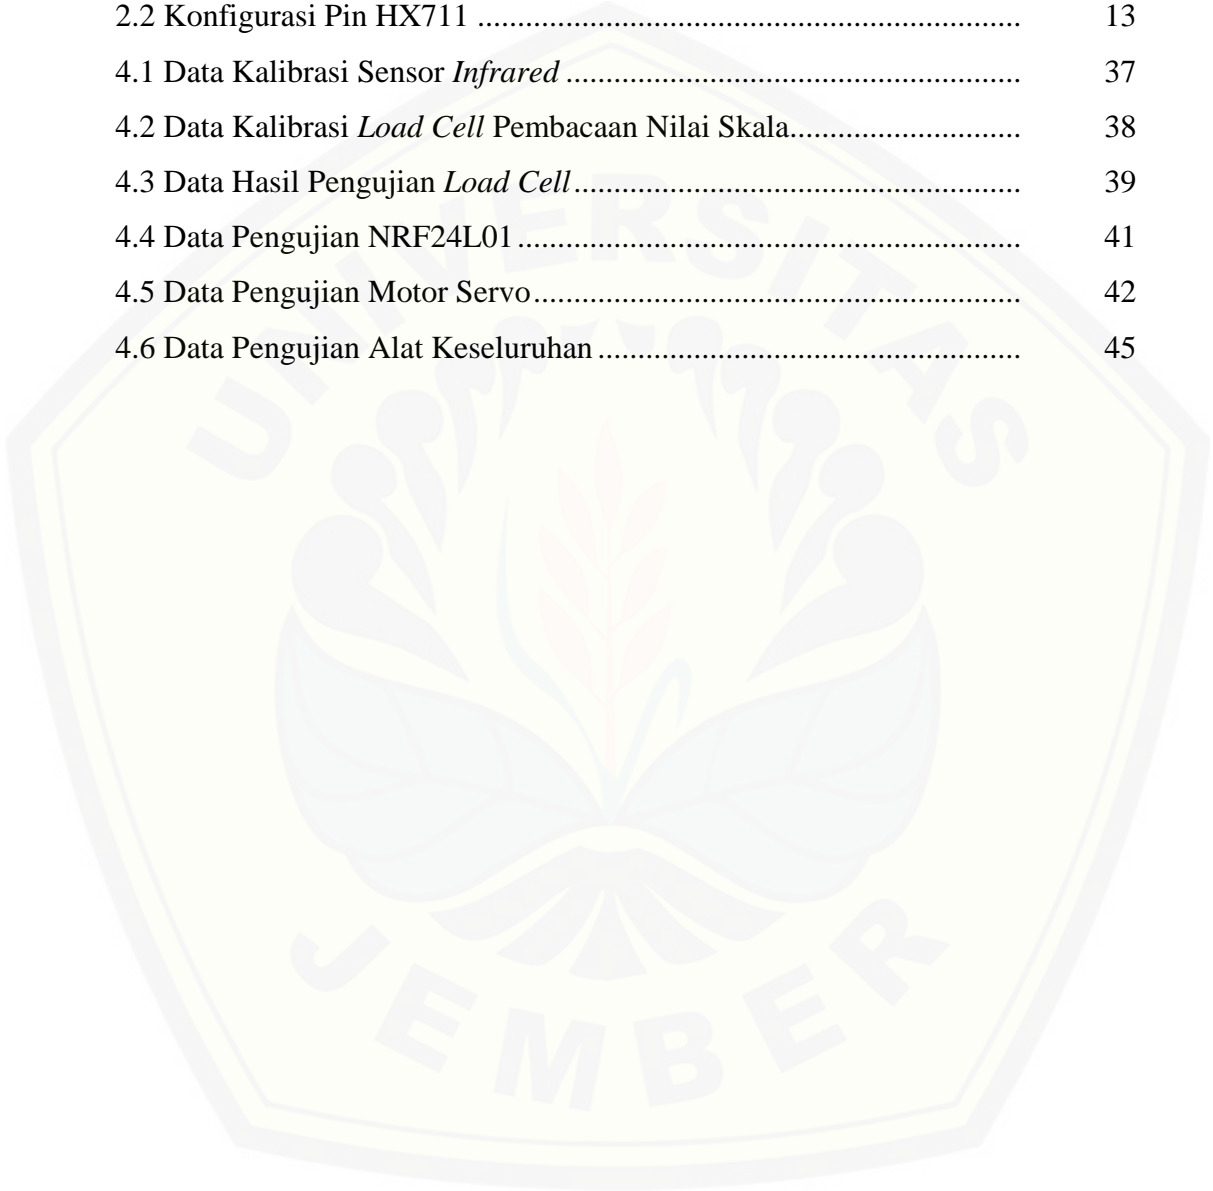 2.2 Konfigurasi Pin HX711 .................................................................... 13
4.1 Data Kalibrasi Sensor Infrared ......................................................... 37
4.2 Data Kalibrasi Load Cell Pembacaan Nilai Skala............................. 38
4.3 Data Hasil Pengujian Load Cell ........................................................ 39
4.4 Data Pengujian NRF24L01 ............................................................... 41
4.5 Data Pengujian Motor Servo ............................................................. 42
4.6 Data Pengujian Alat Keseluruhan ..................................................... 45
UNIVERSITAS
JEMBER